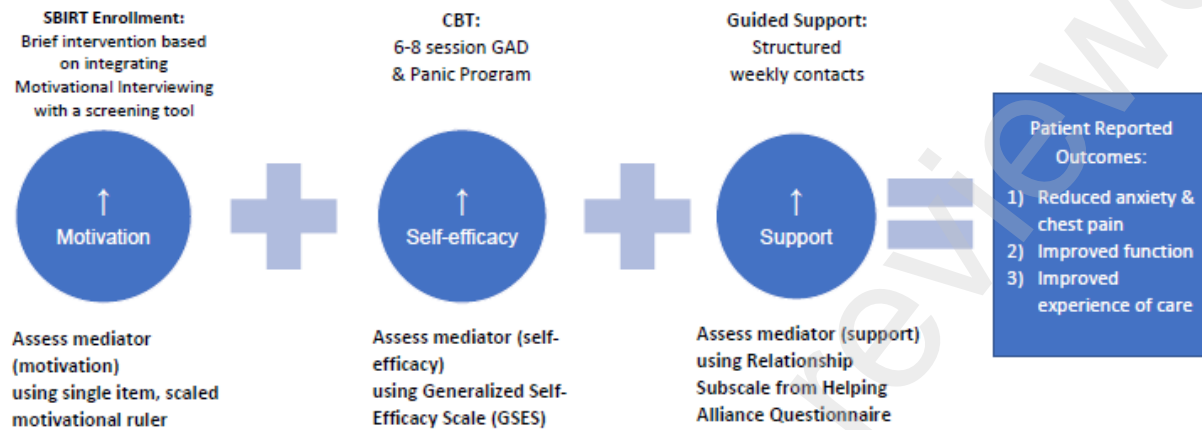 SBIRT Enrollment:
Brief intervention based
on integrating
Motivational Interviewing
with a screening tool
↑
Motivation
Assess mediator
(motivation)
using single item, scaled
motivational ruler
CBT:
6-8 session GAD
& Panic Program
↑
Self-efficacy
Assess mediator (self-
efficacy)
using Generalized Self-
Efficacy Scale (GSES)
Guided Support:
Structured
weekly contacts
↑
Support
Assess mediator (support)
using Relationship
Subscale from Helping
Alliance Questionnaire
Patient Reported
Outcomes:
1) Reduced anxiety &
chest pain
2) Improved function
3) Improved
experience of care
review